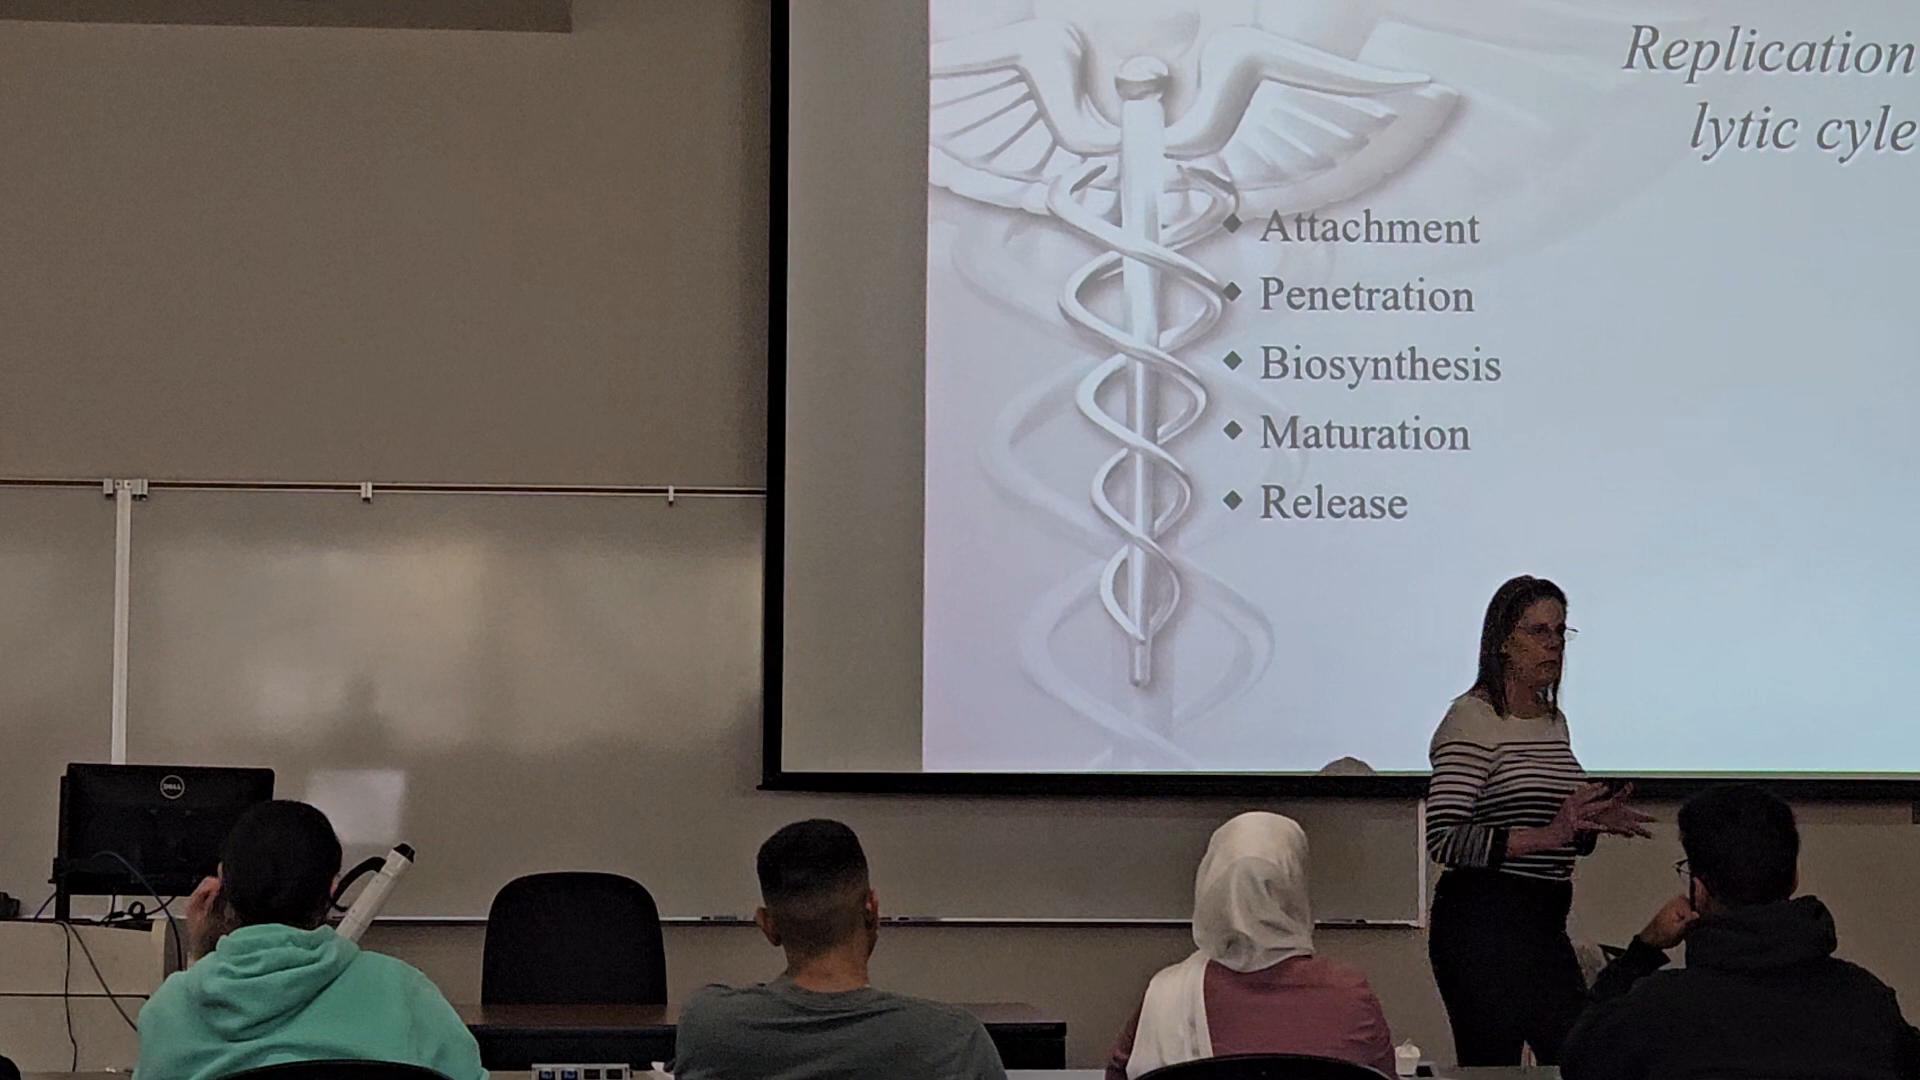 Replication
lytic cyle
◆ Attachment
◆ Penetration
◆ Biosynthesis
◆ Maturation
◆ Release
DELL